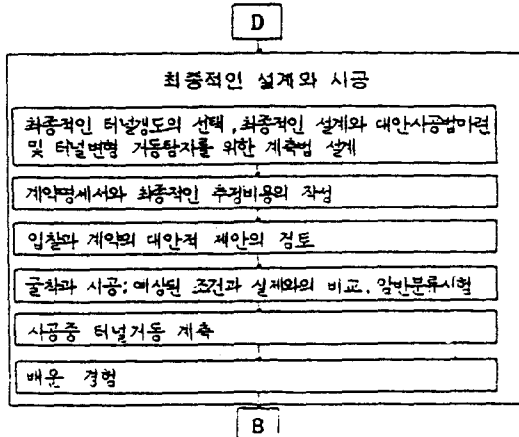 D
최종적인 설계와 시공
최종적인 터널갱도의 선택, 최종적인 설계와 대안시공법마련
및 터널변형 거동탐지를 위한 계측법 설계
계약명세서와 최종적인 추정비용의 작성
입찰과 계약의 대안적 제안의 검토
굴착과 시공: 예상된 조건과 실제와의 비교, 암반분류시험
시공중 터널거동 계측
배운 경험
B